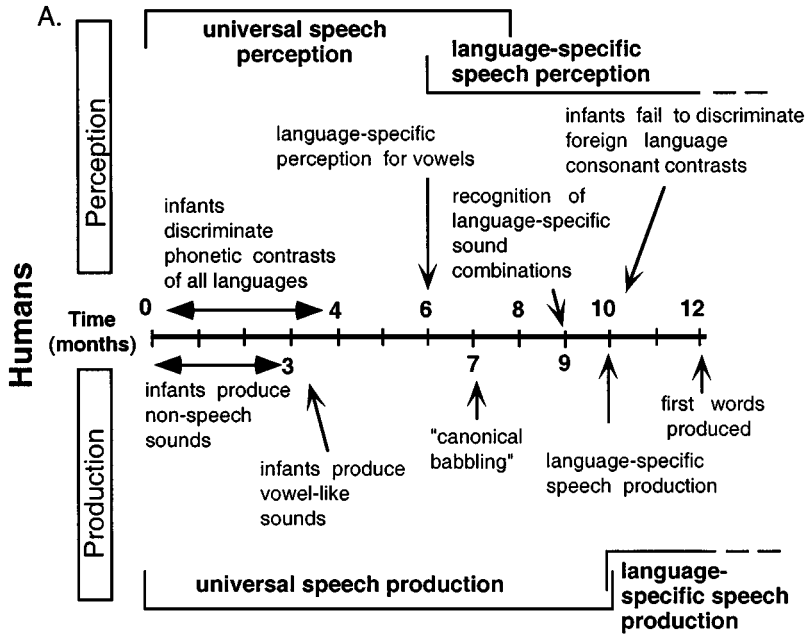 A.
universal speech
perception
language-specific
speech perception
Perception
language-specific
perception for vowels
infants fail to discriminate
foreign language
consonant contrasts
infants
discriminate
phonetic contrasts
of all languages
recognition of
language-specific
sound
combinations
Humans
Time
(months)
0 4 6 8 10 12
3 7 9
Production
infants produce
non-speech
sounds
infants produce
vowel-like
sounds
"canonical
babbling"
language-specific
speech production
first words
produced
universal speech production
language-
specific speech
production